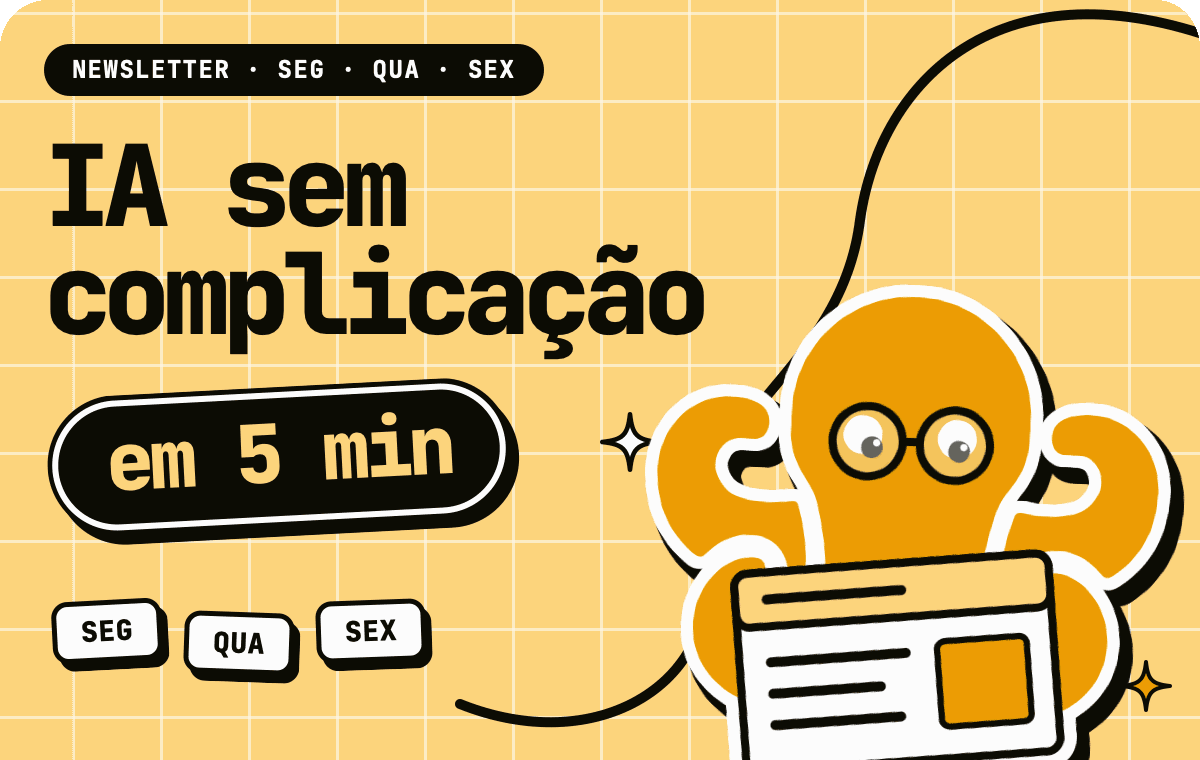 NEWSLETTER · SEG · QUA · SEX
IA sem
complicação
em 5 min
SEG
QUA
SEX